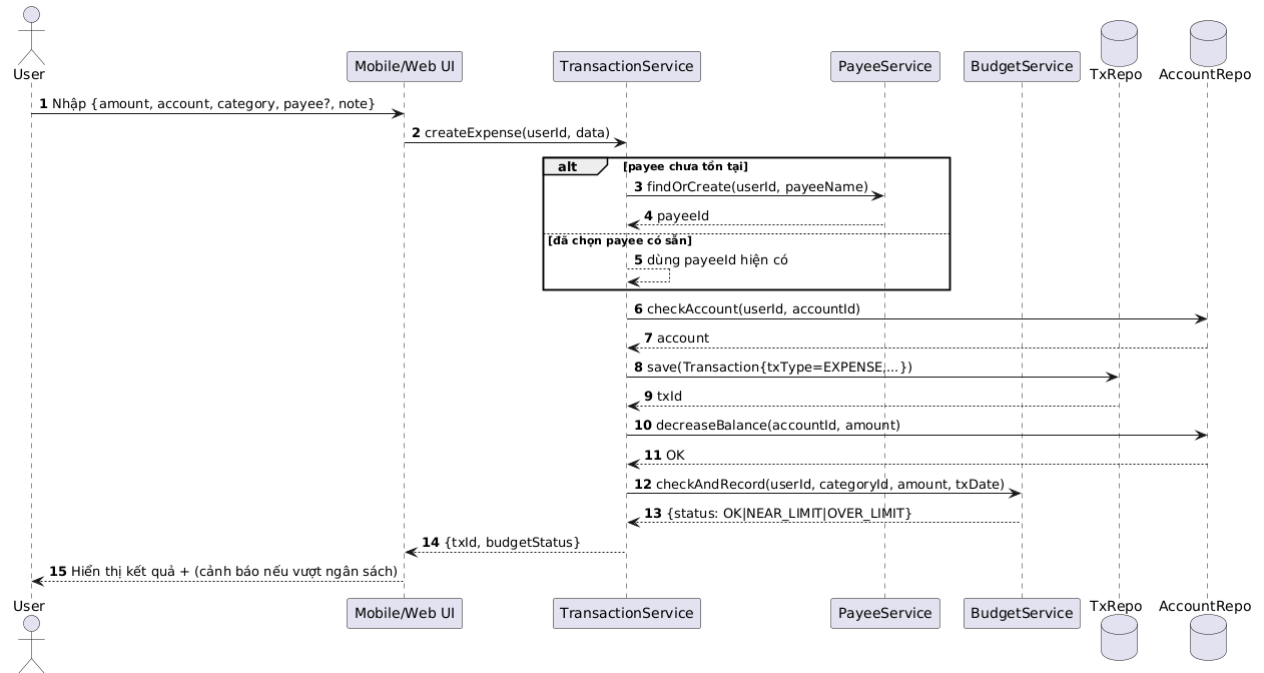 User
Mobile/Web UI
TransactionService
PayeeService
BudgetService
TxRepo
AccountRepo
1 Nhập {amount, account, category, payee?, note}
2 createExpense(userId, data)
alt [payee chưa tồn tại]
3 findOrCreate(userId, payeeName)
4 payeeId
[đã chọn payee có sẵn]
5 dùng payeeId hiện có
6 checkAccount(userId, accountId)
7 account
8 save(Transaction{txType=EXPENSE,...})
9 txId
10 decreaseBalance(accountId, amount)
11 OK
12 checkAndRecord(userId, categoryId, amount, txDate)
13 {status: OK|NEAR_LIMIT|OVER_LIMIT}
14 {txId, budgetStatus}
15 Hiển thị kết quả + (cảnh báo nếu vượt ngân sách)
User
Mobile/Web UI
TransactionService
PayeeService
BudgetService
TxRepo
AccountRepo